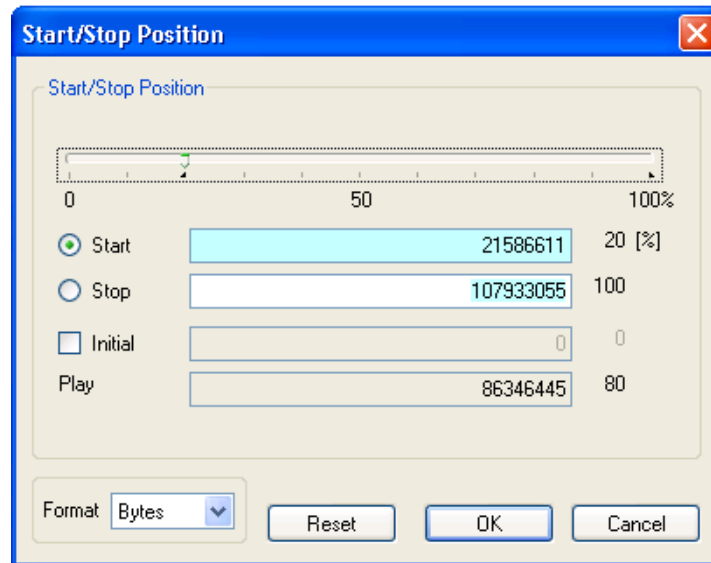 Start/Stop Position
Start/Stop Position
0 50 100%
Start 21586611 20 [%]
Stop 107933055 100
Initial 0 0
Play 86346445 80
Format Bytes Reset OK Cancel